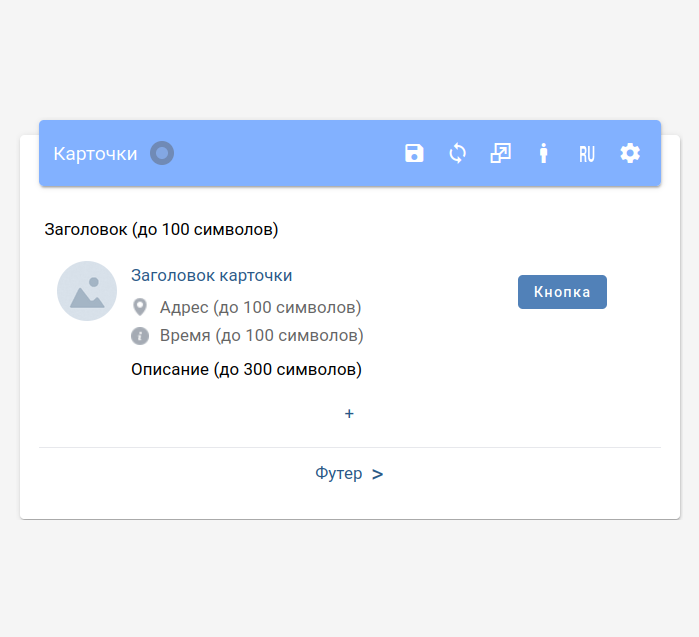 Карточки RU
Заголовок (до 100 символов)
Заголовок карточки
Кнопка
Адрес (до 100 символов)
Время (до 100 символов)
Описание (до 300 символов)
+
Футер >